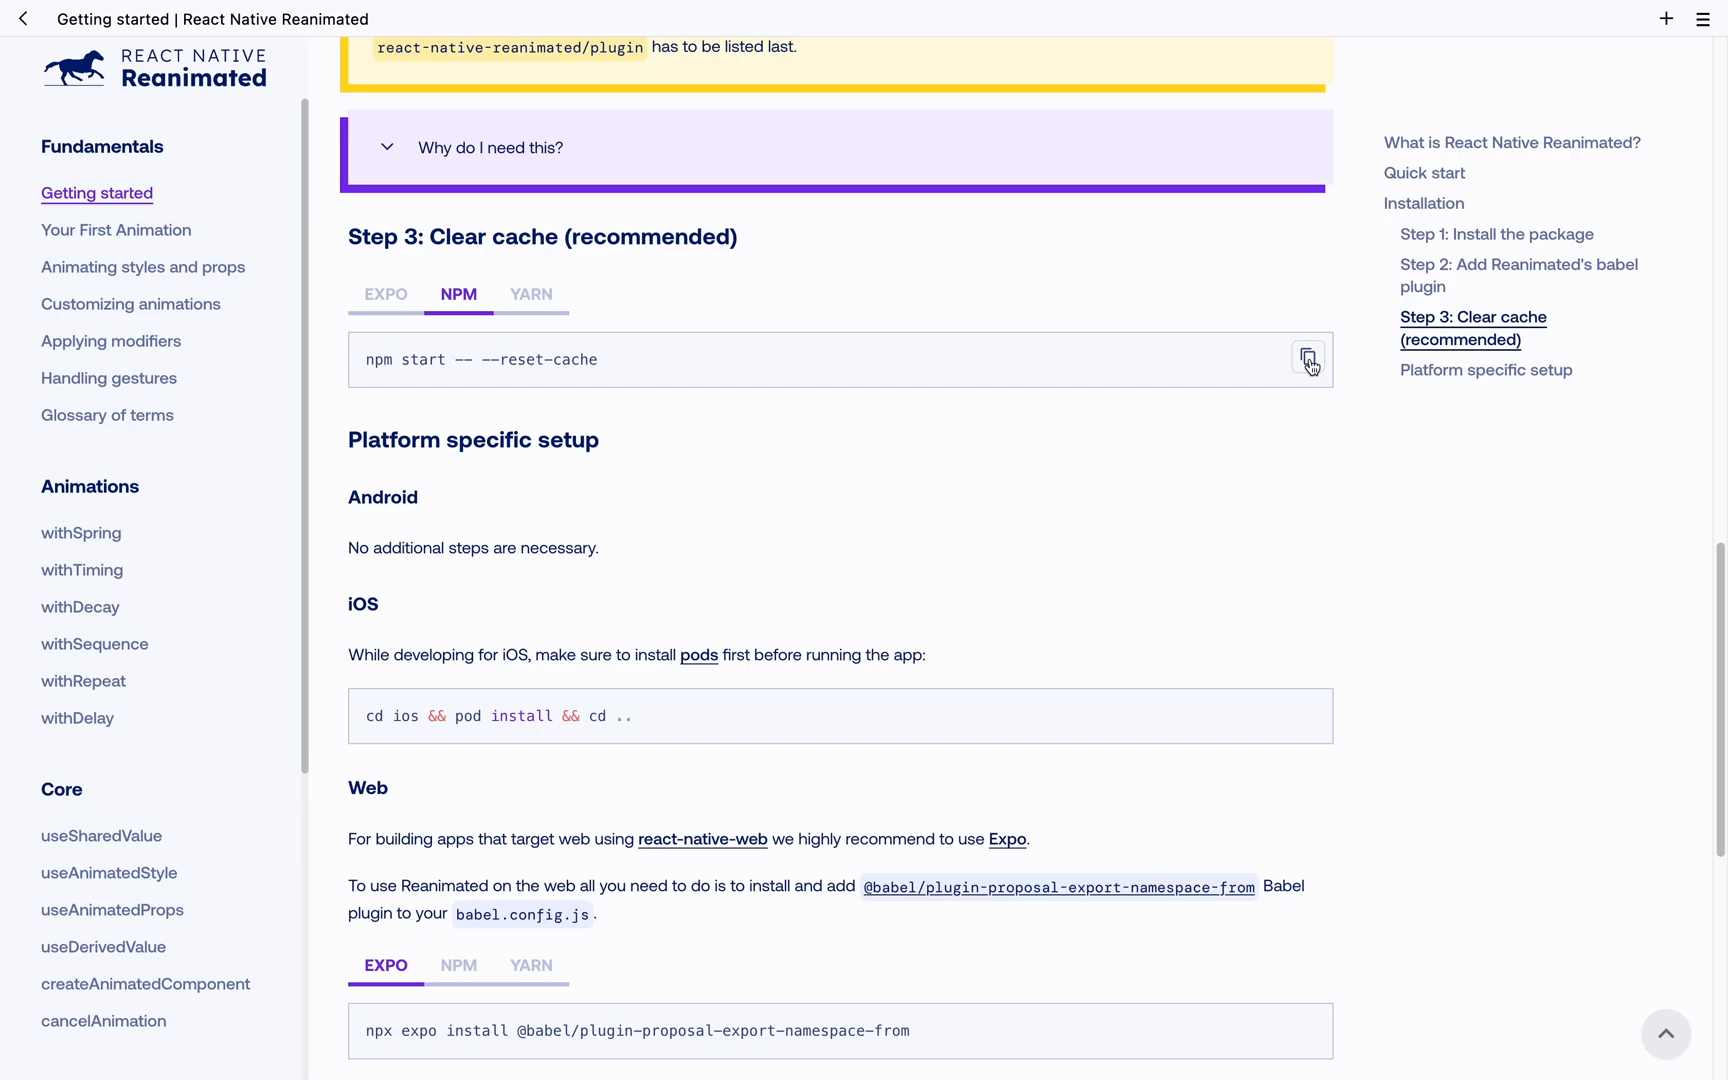 Getting started | React Native Reanimated
REACT NATIVE
Reanimated
Fundamentals
Getting started
Your First Animation
Animating styles and props
Customizing animations
Applying modifiers
Handling gestures
Glossary of terms
Animations
withSpring
withTiming
withDecay
withSequence
withRepeat
withDelay
Core
useSharedValue
useAnimatedStyle
useAnimatedProps
useDerivedValue
createAnimatedComponent
cancelAnimation
react-native-reanimated/plugin has to be listed last.
Why do I need this?
Step 3: Clear cache (recommended)
EXPO NPM YARN
npm start -- --reset-cache
Platform specific setup
Android
No additional steps are necessary.
iOS
While developing for iOS, make sure to install pods first before running the app:
cd ios && pod install && cd ..
Web
For building apps that target web using react-native-web we highly recommend to use Expo.
To use Reanimated on the web all you need to do is to install and add @babel/plugin-proposal-export-namespace-from Babel
plugin to your babel.config.js.
EXPO NPM YARN
npx expo install @babel/plugin-proposal-export-namespace-from
What is React Native Reanimated?
Quick start
Installation
Step 1: Install the package
Step 2: Add Reanimated's babel
plugin
Step 3: Clear cache
(recommended)
Platform specific setup